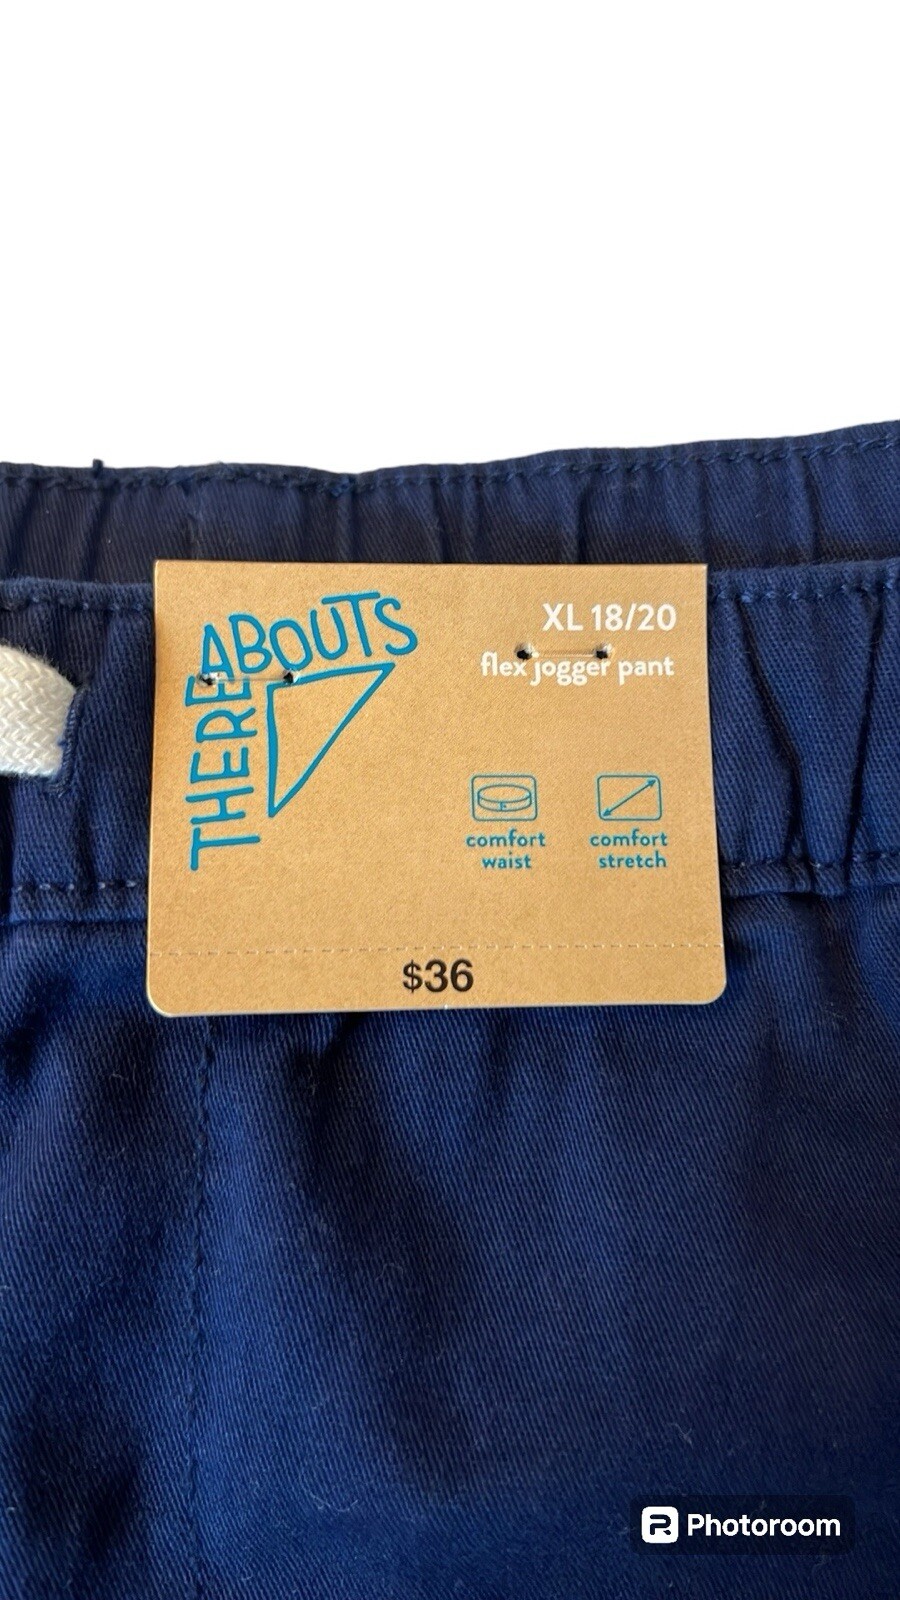 THERE
ABOUTS
XL 18/20
flex jogger pant
comfort
waist
comfort
stretch
$36
Photoroom